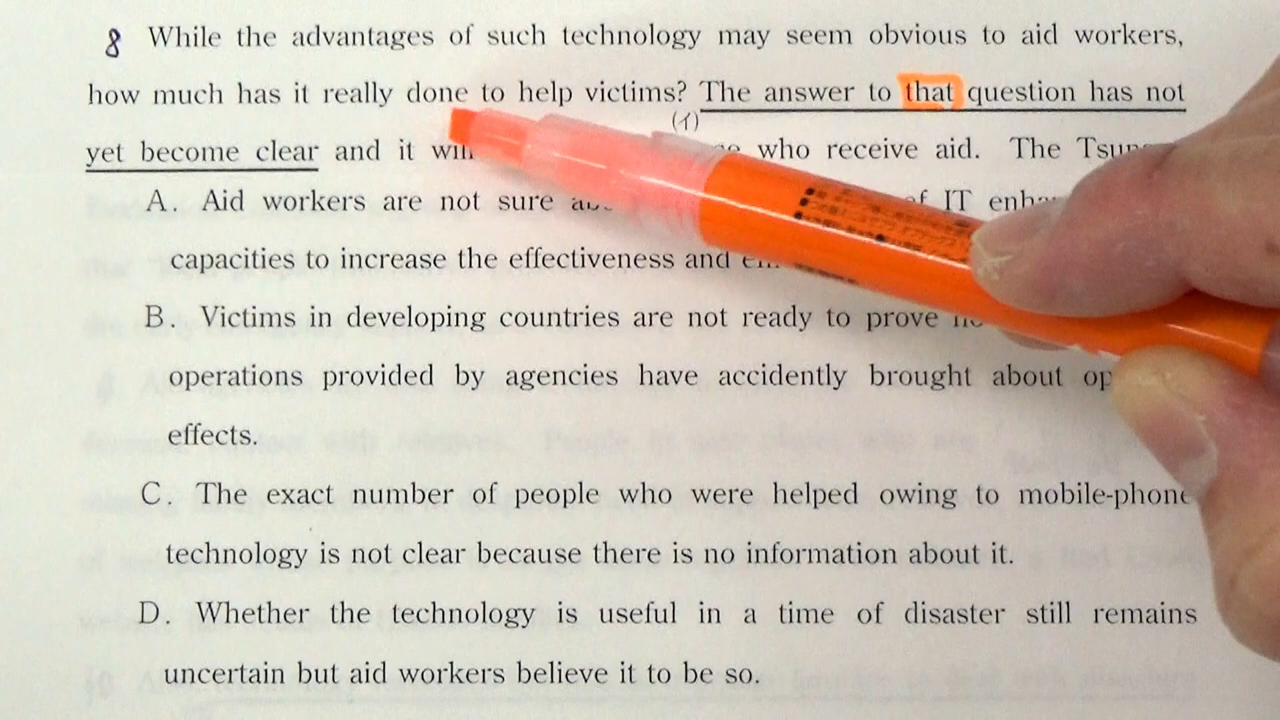 8 While the advantages of such technology may seem obvious to aid workers,
how much has it really done to help victims? The answer to that question has not
(イ)
yet become clear and it who receive aid. The
A. Aid workers are not sure of IT
capacities to increase the effectiveness and
B. Victims in developing countries are not ready to prove
operations provided by agencies have accidently brought about
effects.
C. The exact number of people who were helped owing to mobile-phone
technology is not clear because there is no information about it.
D. Whether the technology is useful in a time of disaster still remains
uncertain but aid workers believe it to be so.